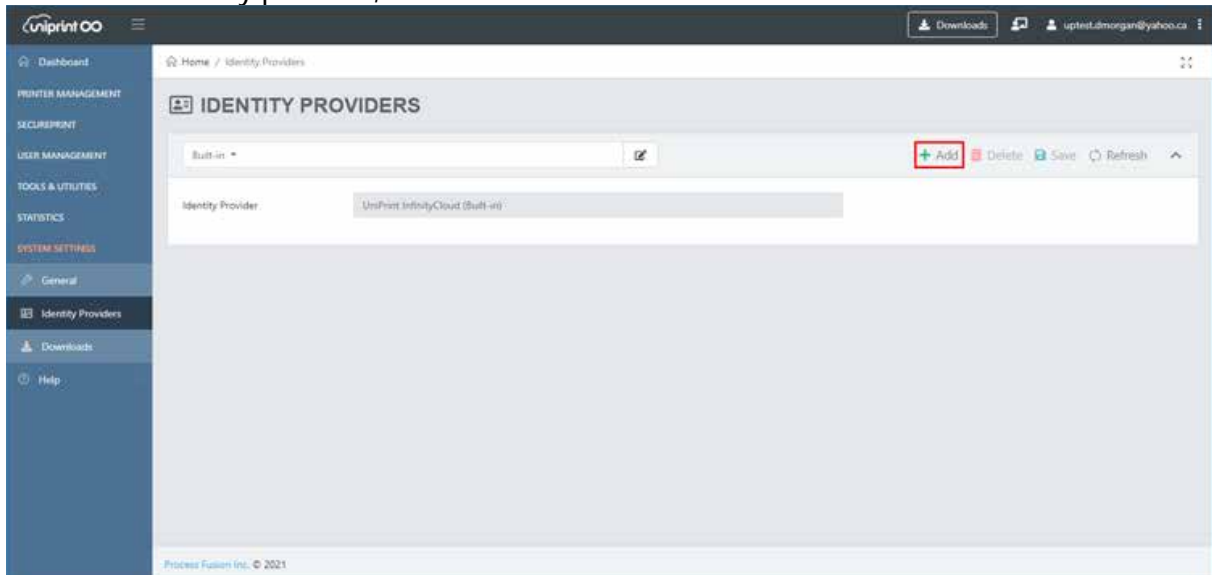 uniprint
Downloads
uptest.dmorgan@yahoo.ca
Dashboard
Home / Identity Providers
PRINTER MANAGEMENT
IDENTITY PROVIDERS
SECUREPRINT
USER MANAGEMENT
Built-in
Add Delete Save Refresh
TOOLS & UTILITIES
Identity Provider
UniPrint InfinityCloud (Built-in)
STATISTICS
SYSTEM SETTINGS
General
Identity Providers
Downloads
Help
Process Fusion Inc. © 2021